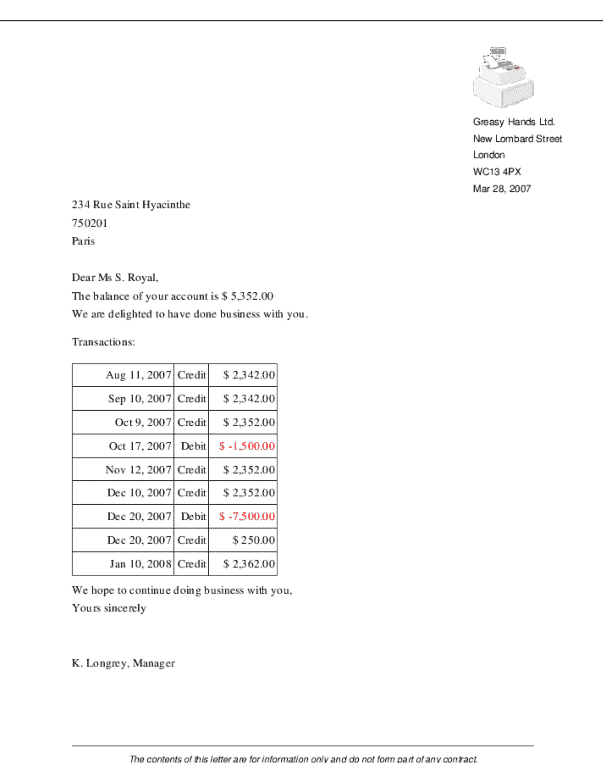 Greasy Hands Ltd.
New Lombard Street
London
WC13 4PX
Mar 28, 2007
234 Rue Saint Hyacinthe
750201
Paris
Dear Ms S. Royal,
The balance of your account is $ 5,352.00
We are delighted to have done business with you.
Transactions:
Aug 11, 2007 Credit $ 2,342.00
Sep 10, 2007 Credit $ 2,342.00
Oct 9, 2007 Credit $ 2,352.00
Oct 17, 2007 Debit $ -1,500.00
Nov 12, 2007 Credit $ 2,352.00
Dec 10, 2007 Credit $ 2,352.00
Dec 20, 2007 Debit $ -7,500.00
Dec 20, 2007 Credit $ 250.00
Jan 10, 2008 Credit $ 2,362.00
We hope to continue doing business with you,
Yours sincerely
K. Longrey, Manager
The contents of this letter are for information only and do not form part of any contract.